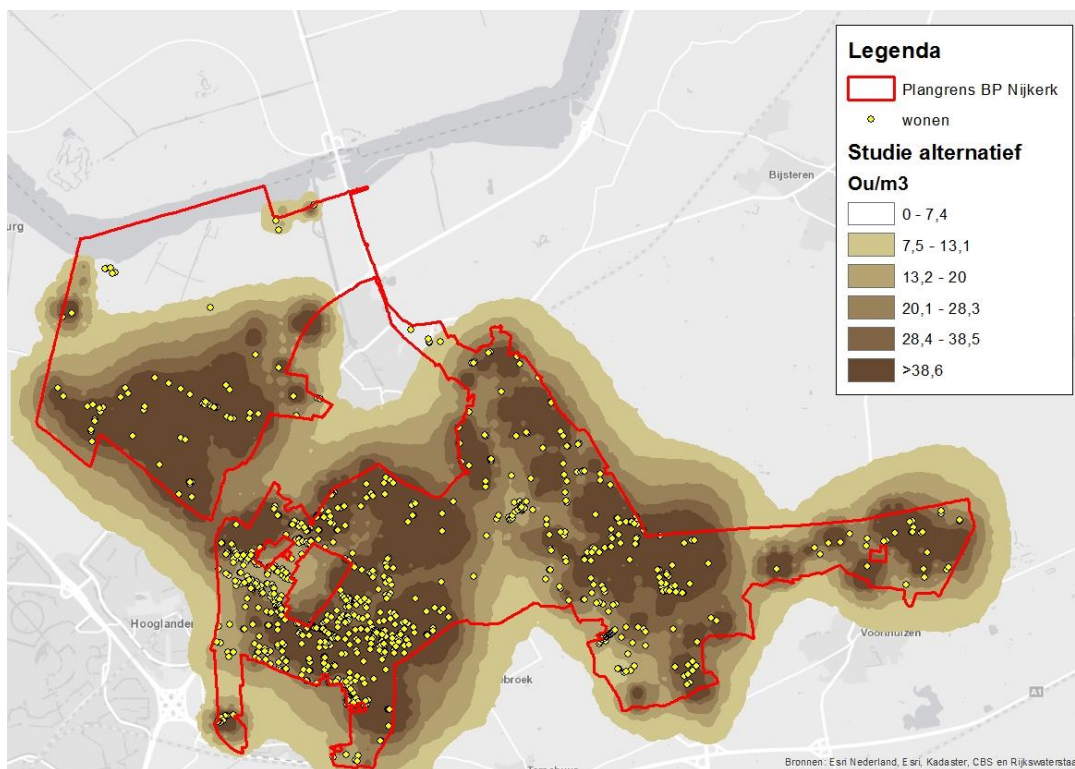 Legenda
Plangrens BP Nijkerk
wonen
Studie alternatief
Ou/m3
0 - 7,4
7,5 - 13,1
13,2 - 20
20,1 - 28,3
28,4 - 38,5
>38,6
Bijsteren
urg
Hooglander
Voorthuizen
broek
A1
Bronnen: Esri Nederland, Esri, Kadaster, CBS en Rijkswaterstaa